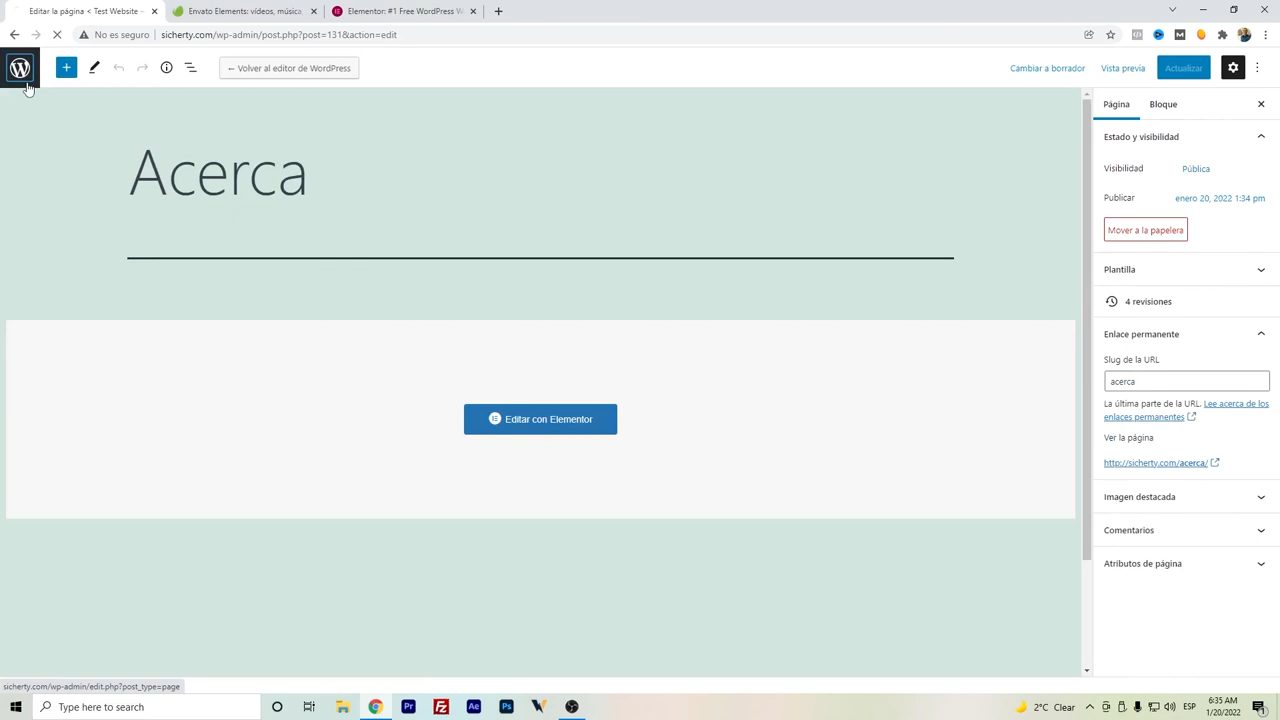 Editar la página < Test Website –
Envato Elements: vídeos, música,
Elementor: #1 Free WordPress W
No es seguro
sicherty.com/wp-admin/post.php?post=131&action=edit
← Volver al editor de WordPress
Cambiar a borrador
Vista previa
Actualizar
Página
Bloque
Acerca
Estado y visibilidad
Visibilidad
Pública
Publicar
enero 20, 2022 1:34 pm
Mover a la papelera
Plantilla
4 revisiones
Enlace permanente
Slug de la URL
acerca
La última parte de la URL. Lee acerca de los
enlaces permanentes
Ver la página
http://sicherty.com/acerca/
Editar con Elementor
Imagen destacada
Comentarios
Atributos de página
sicherty.com/wp-admin/edit.php?post_type=page
Type here to search
Pr
Fz
Ae
Ps
2°C Clear
ESP
6:35 AM
1/20/2022